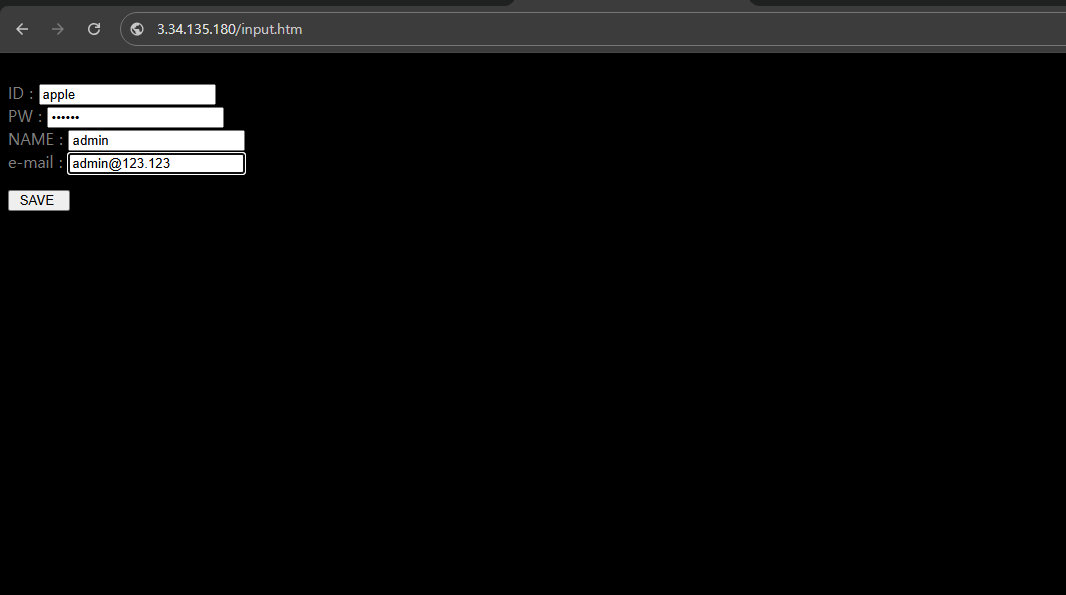 3.34.135.180/input.htm
ID : apple
PW : ••••••
NAME : admin
e-mail : admin@123.123
SAVE